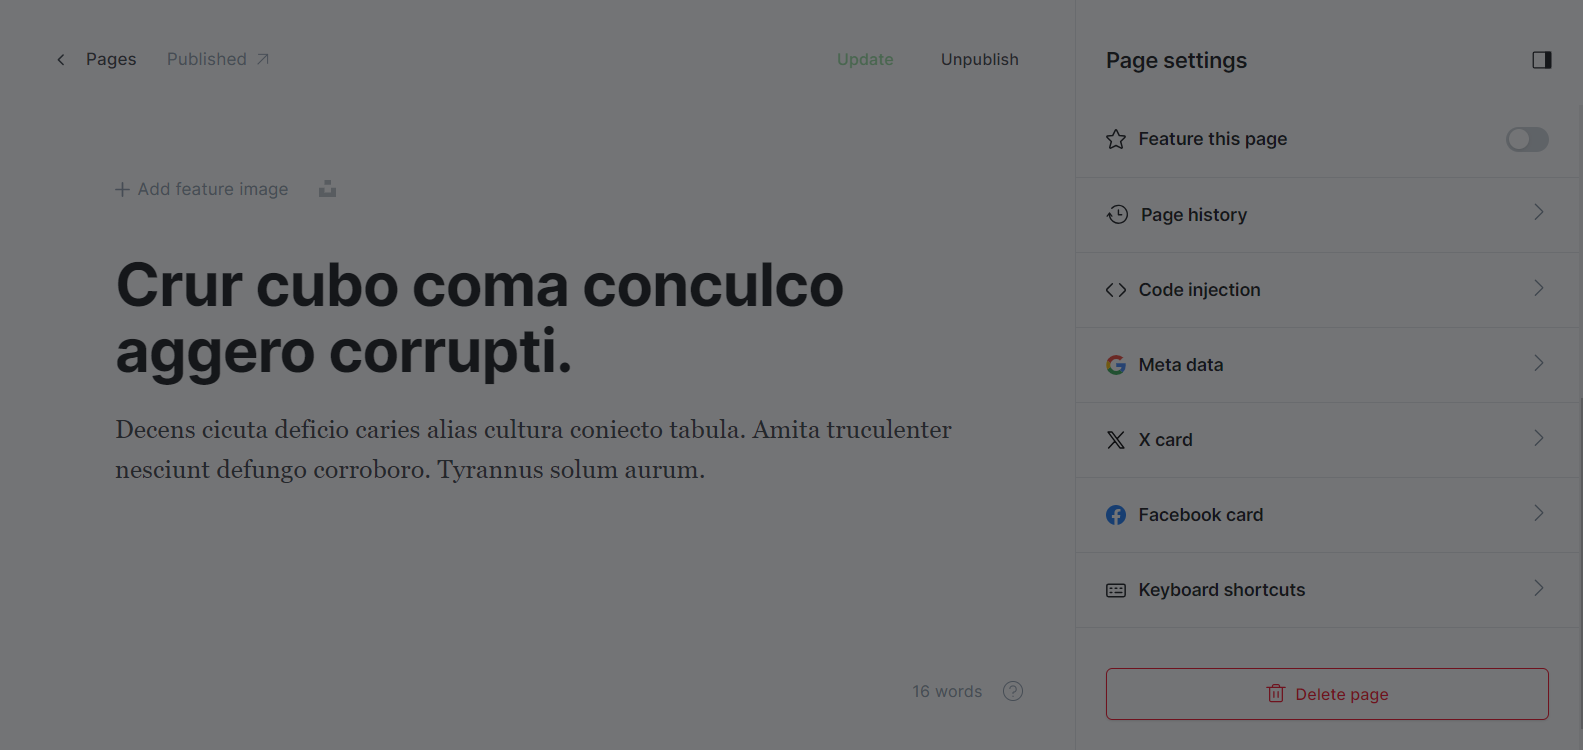 Pages
Published
Update
Unpublish
Page settings
Feature this page
Add feature image
Page history
Crur cubo coma conculco
aggero corrupti.
Code injection
Meta data
Decens cicuta deficio caries alias cultura coniecto tabula. Amita truculenter
nesciunt defungo corroboro. Tyrannus solum aurum.
X card
Facebook card
Keyboard shortcuts
16 words
Delete page